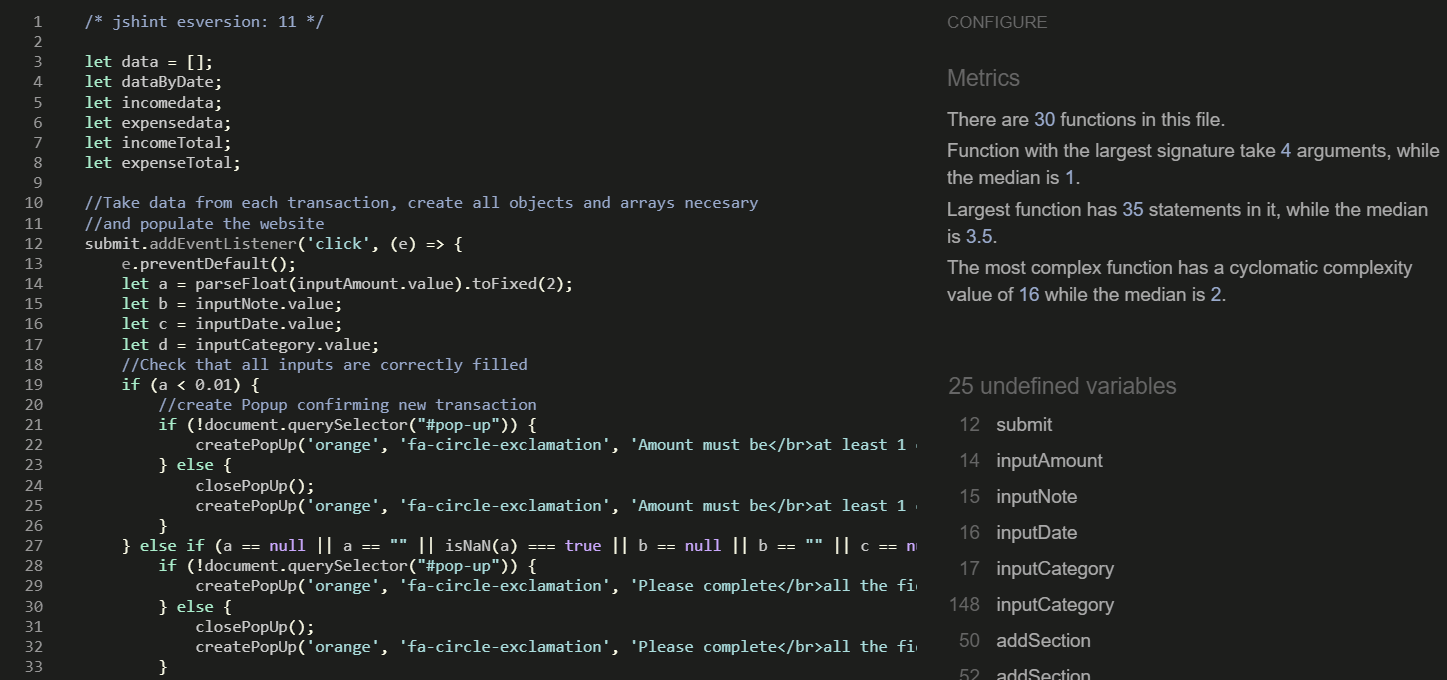 1 /* jshint esversion: 11 */
2
3 let data = [];
4 let dataByDate;
5 let incomedata;
6 let expensedata;
7 let incomeTotal;
8 let expenseTotal;
9
10 //Take data from each transaction, create all objects and arrays necesary
11 //and populate the website
12 submit.addEventListener('click', (e) => {
13 e.preventDefault();
14 let a = parseFloat(inputAmount.value).toFixed(2);
15 let b = inputNote.value;
16 let c = inputDate.value;
17 let d = inputCategory.value;
18 //Check that all inputs are correctly filled
19 if (a < 0.01) {
20 //create Popup confirming new transaction
21 if (!document.querySelector("#pop-up")) {
22 createPopUp('orange', 'fa-circle-exclamation', 'Amount must be</br>at least 1
23 } else {
24 closePopUp();
25 createPopUp('orange', 'fa-circle-exclamation', 'Amount must be</br>at least 1
26 }
27 } else if (a == null || a == "" || isNaN(a) === true || b == null || b == "" || c == nu
28 if (!document.querySelector("#pop-up")) {
29 createPopUp('orange', 'fa-circle-exclamation', 'Please complete</br>all the fi
30 } else {
31 closePopUp();
32 createPopUp('orange', 'fa-circle-exclamation', 'Please complete</br>all the fi
33 }
CONFIGURE
Metrics
There are 30 functions in this file.
Function with the largest signature take 4 arguments, while
the median is 1.
Largest function has 35 statements in it, while the median
is 3.5.
The most complex function has a cyclomatic complexity
value of 16 while the median is 2.
25 undefined variables
12 submit
14 inputAmount
15 inputNote
16 inputDate
17 inputCategory
148 inputCategory
50 addSection
52 addSection